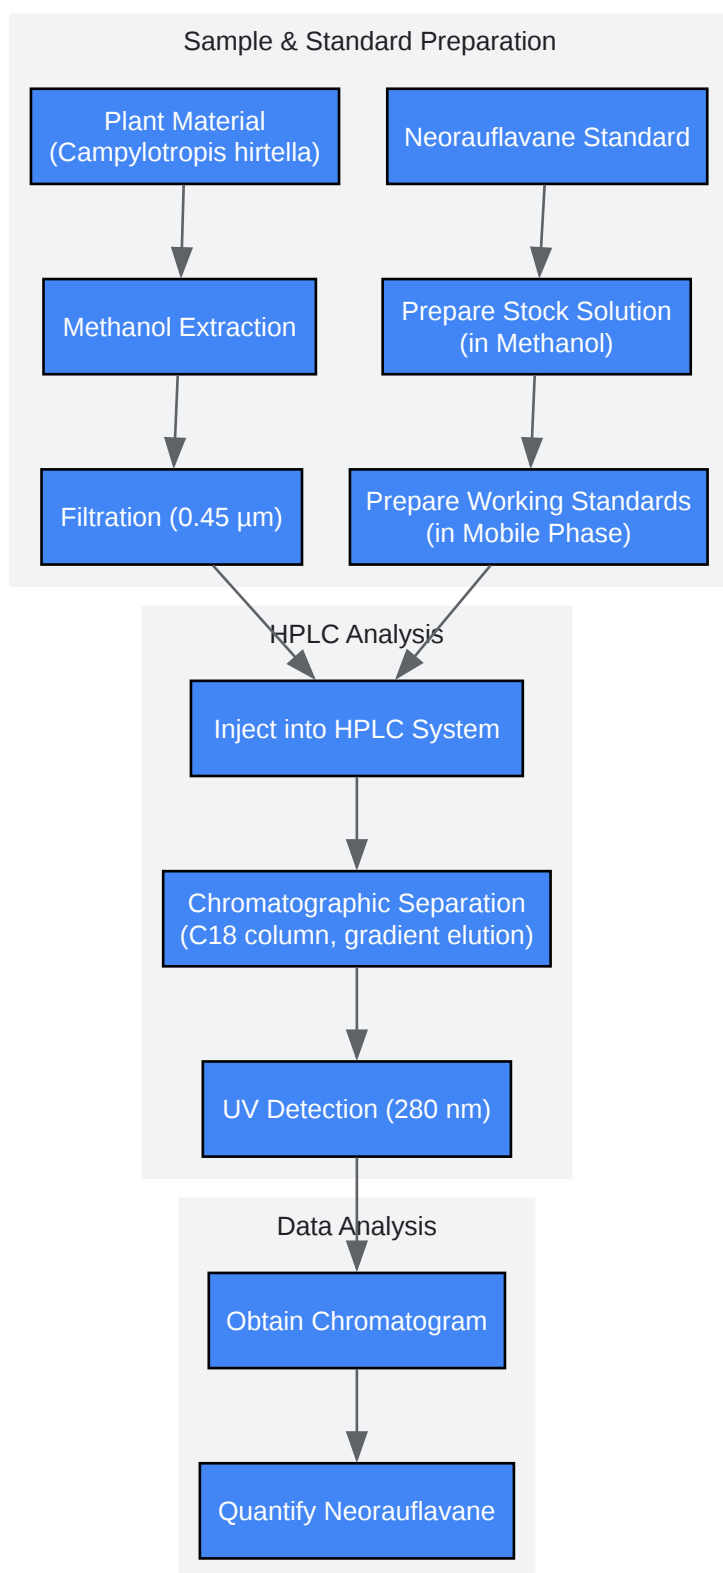 Sample & Standard Preparation
Plant Material
(Campylotropis hirtella)
Neorauflavane Standard
Methanol Extraction
Prepare Stock Solution
(in Methanol)
Filtration (0.45 µm)
Prepare Working Standards
(in Mobile Phase)
HPLC Analysis
Inject into HPLC System
Chromatographic Separation
(C18 column, gradient elution)
UV Detection (280 nm)
Data Analysis
Obtain Chromatogram
Quantify Neorauflavane